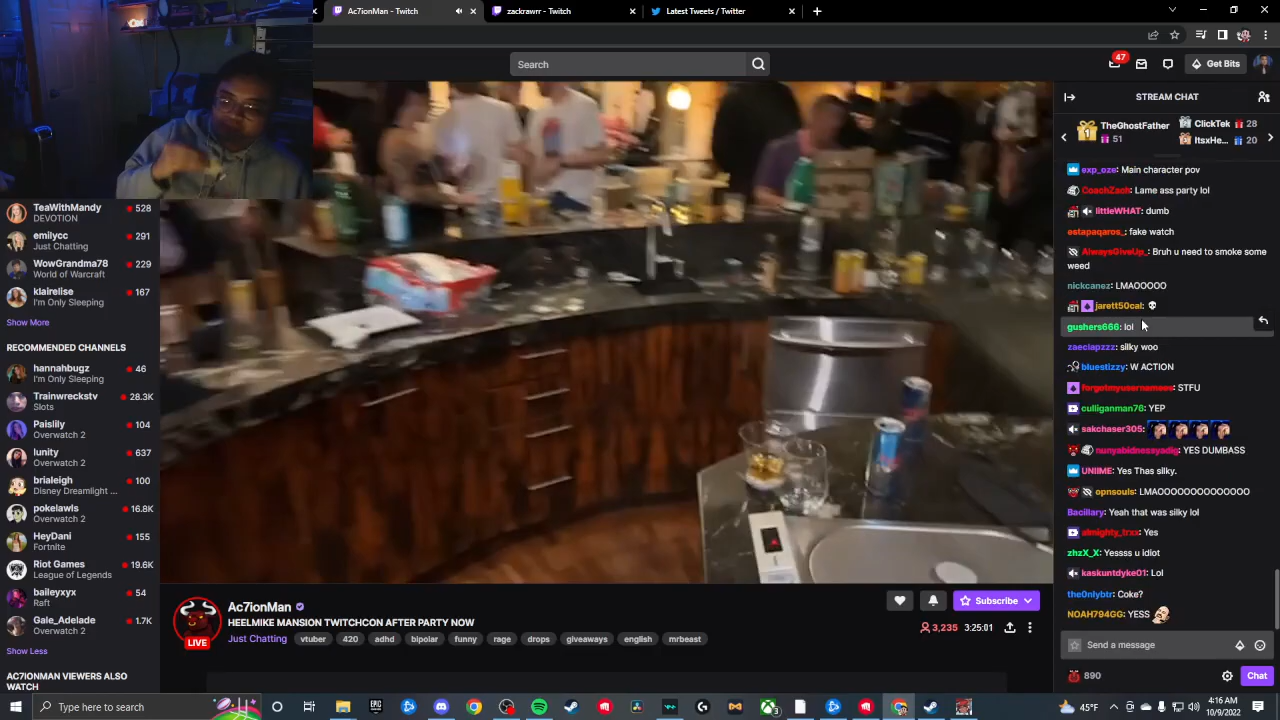 Ac7ionMan - Twitch
zackrawrr - Twitch
Latest Tweets / Twitter
Search
47
Get Bits
TeaWithMandy 528
DEVOTION
emilycc 291
Just Chatting
WowGrandma78 229
World of Warcraft
klairelise 167
I'm Only Sleeping
Show More
RECOMMENDED CHANNELS
hannahbugz 46
I'm Only Sleeping
Trainwreckstv 28.3K
Slots
Paislily 104
Overwatch 2
lunity 637
Overwatch 2
brialeigh 100
Disney Dreamlight ...
pokelawls 16.8K
Overwatch 2
HeyDani 155
Fortnite
Riot Games 19.6K
League of Legends
baileyxyx 54
Raft
Gale_Adelade 1.7K
Overwatch 2
Show Less
AC7IONMAN VIEWERS ALSO
WATCH
LIVE
Ac7ionMan
HEELMIKE MANSION TWITCHCON AFTER PARTY NOW
Just Chatting vtuber 420 adhd bipolar funny rage drops giveaways english mrbeast
Subscribe
3,235 3:25:01
STREAM CHAT
1
TheGhostFather
51
ClickTek 28
ItsxHe... 20
exp_oze: Main character pov
CoachZach: Lame ass party lol
littleWHAT: dumb
estapaqaros_: fake watch
AlwaysGiveUp_: Bruh u need to smoke some
weed
nickcanez: LMAOOOOO
jarett50cal: 💀
gushers666: lol
zaeclapzzz: silky woo
bluestizzy: W ACTION
forgotmyusernameos: STFU
culliganman76: YEP
sakchaser305:
nunyabidnessyadig: YES DUMBASS
UNIIME: Yes Thas silky.
opnsouls: LMAOOOOOOOOOOOOOO
Bacillary: Yeah that was silky lol
almighty_trxx: Yes
zhzX_X: Yessss u idiot
kaskuntdyke01: Lol
the0nlybtr: Coke?
NOAH794GG: YESS
Send a message
890
Chat
Type here to search
45°F
4:16 AM
10/9/2022